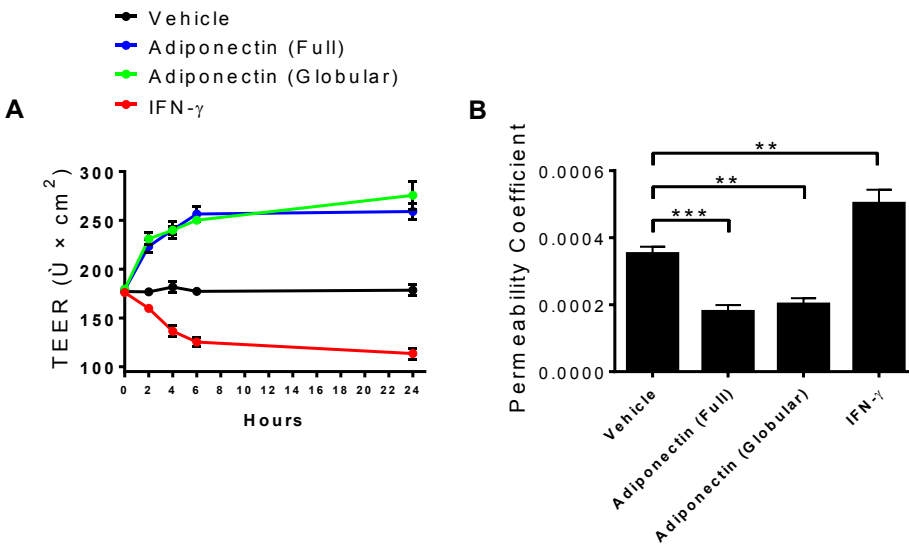 Vehicle
Adiponectin (Full)
Adiponectin (Globular)
IFN-γ
A
TEER (Ù × cm²)
300
250
200
150
100
0 2 4 6 8 10 12 14 16 18 20 22 24
Hours
B
Permeability Coefficient
0.0006
0.0004
0.0002
0.0000
**
**
***
Vehicle
Adiponectin (Full)
Adiponectin (Globular)
IFN-γ